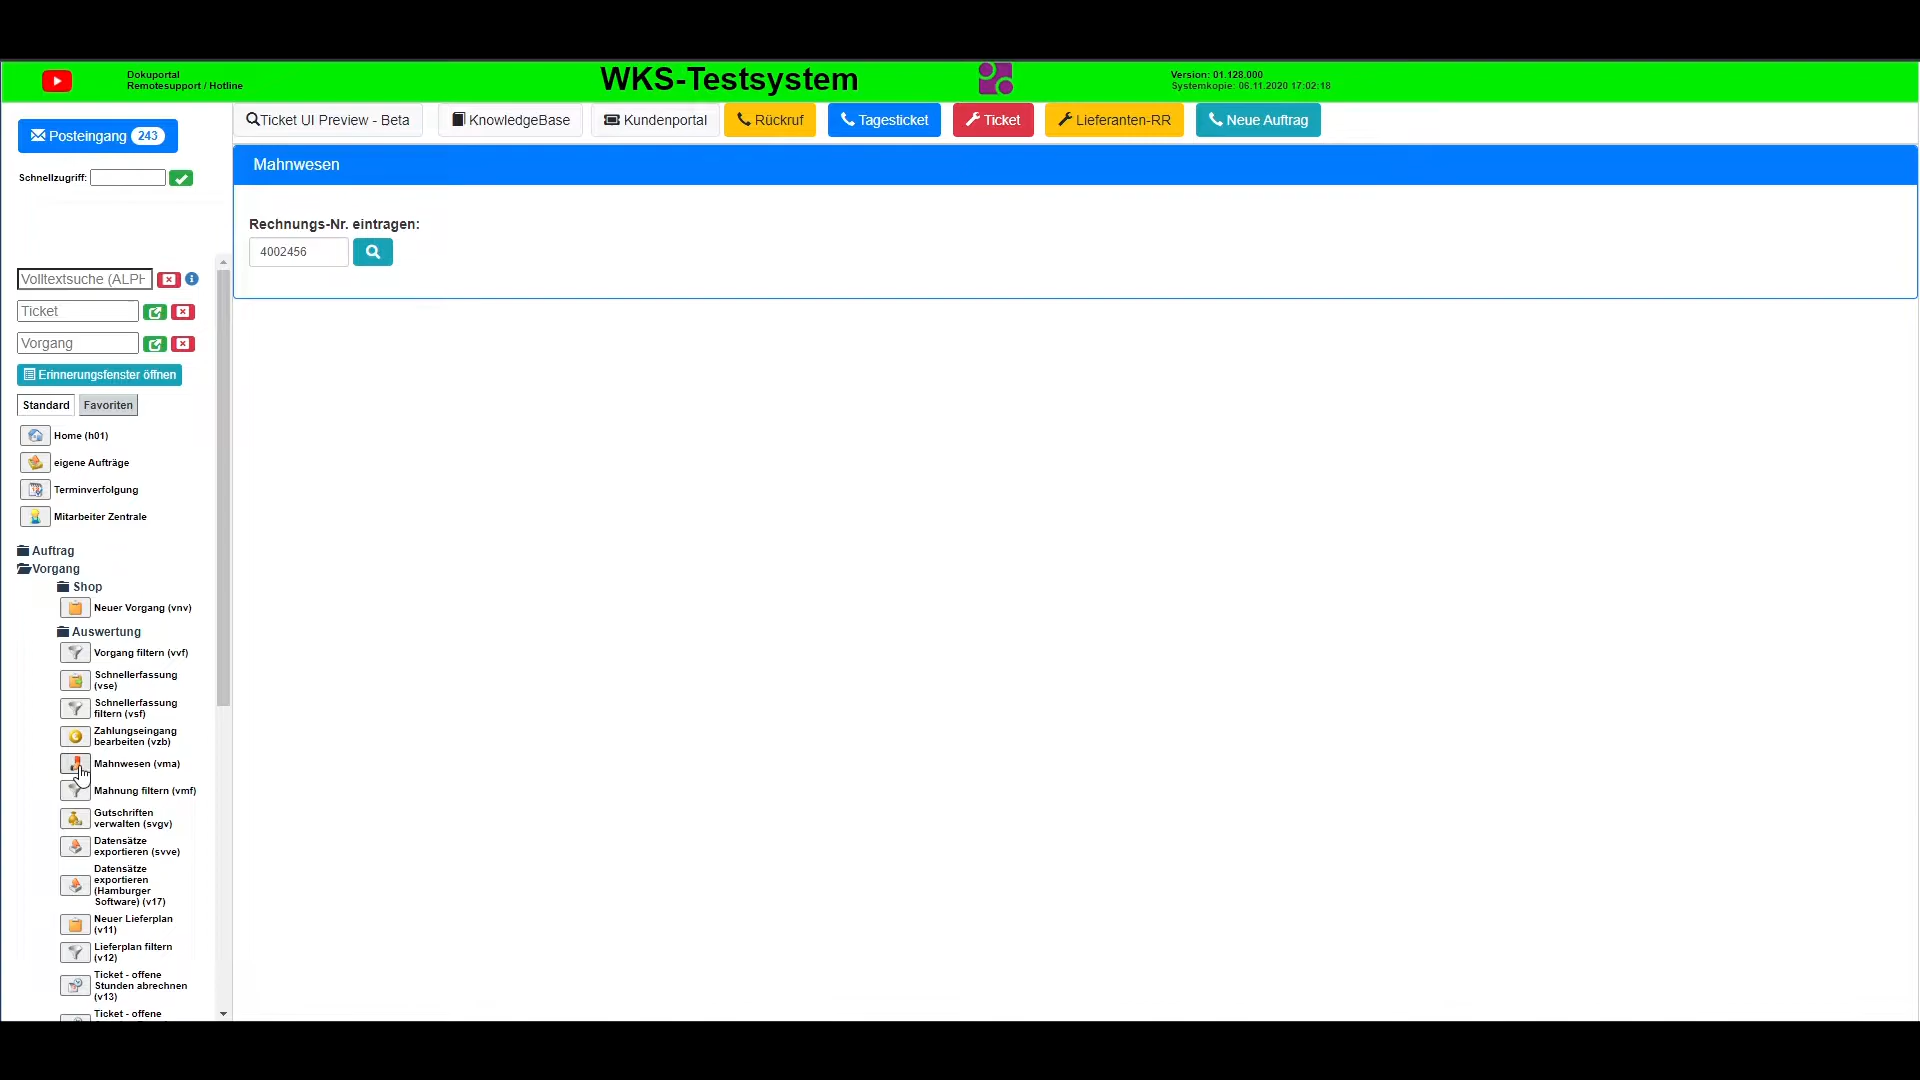 Dokuportal
Remotesupport / Hotline
WKS-Testsystem
Version: 01.128.000
Systemkopie: 06.11.2020 17:02:18
Posteingang 243
Ticket UI Preview - Beta
KnowledgeBase
Kundenportal
Rückruf
Tagesticket
Ticket
Lieferanten-RR
Neue Auftrag
Schnellzugriff:
Mahnwesen
Rechnungs-Nr. eintragen:
4002456
Volltextsuche (ALPH
Ticket
Vorgang
Erinnerungsfenster öffnen
Standard
Favoriten
Home (h01)
eigene Aufträge
Terminverfolgung
Mitarbeiter Zentrale
Auftrag
Vorgang
Shop
Neuer Vorgang (vnv)
Auswertung
Vorgang filtern (vvf)
Schnellerfassung
(vse)
Schnellerfassung
filtern (vsf)
Zahlungseingang
bearbeiten (vzb)
Mahnwesen (vma)
Mahnung filtern (vmf)
Gutschriften
verwalten (svgv)
Datensätze
exportieren (svve)
Datensätze
exportieren
(Hamburger
Software) (v17)
Neuer Lieferplan
(v11)
Lieferplan filtern
(v12)
Ticket - offene
Stunden abrechnen
(v13)
Ticket - offene